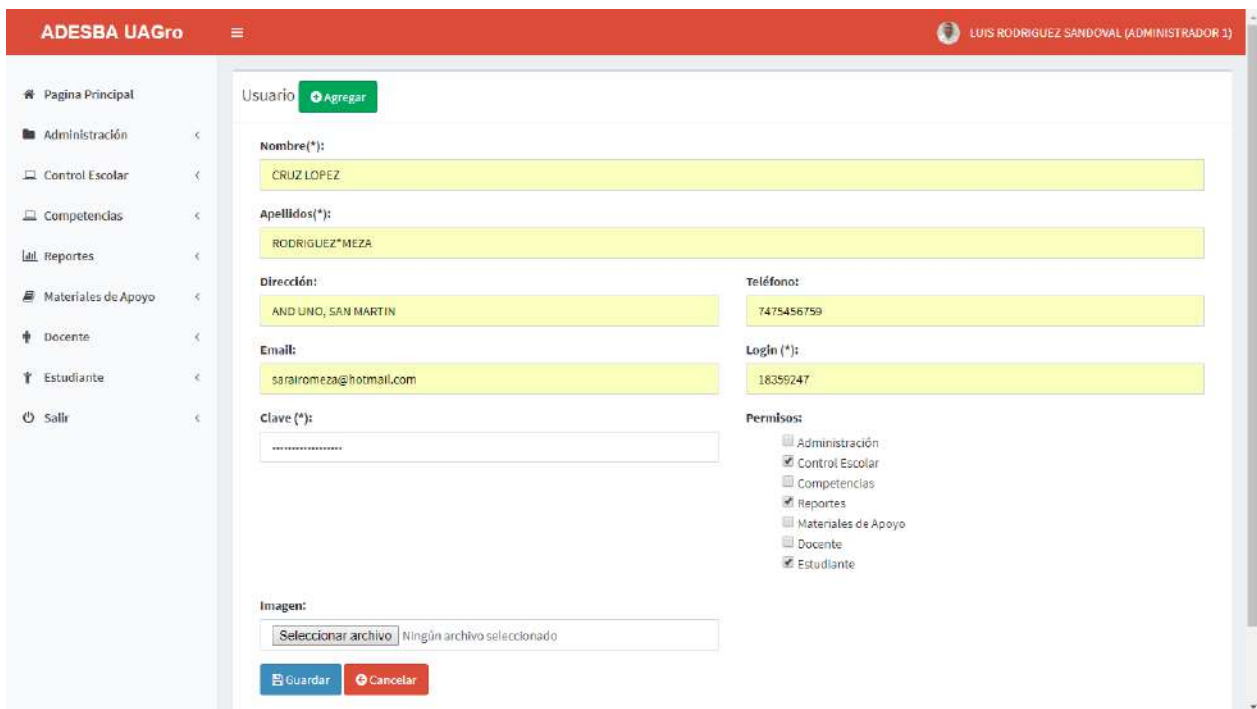 ADESBA UAGro
LUIS RODRIGUEZ SANDOVAL (ADMINISTRADOR 1)
Pagina Principal
Administración
Control Escolar
Competencias
Reportes
Materiales de Apoyo
Docente
Estudiante
Salir
Usuario Agregar
Nombre(*):
CRUZ LOPEZ
Apellidos(*):
RODRIGUEZ*MEZA
Dirección: Teléfono:
AND UNO, SAN MARTIN 7475456759
Email: Login (*):
sarairomeza@hotmail.com 18359247
Clave (*): Permisos:
Administración
Control Escolar
Competencias
Reportes
Materiales de Apoyo
Docente
Estudiante
Imagen:
Seleccionar archivo Ningún archivo seleccionado
Guardar Cancelar